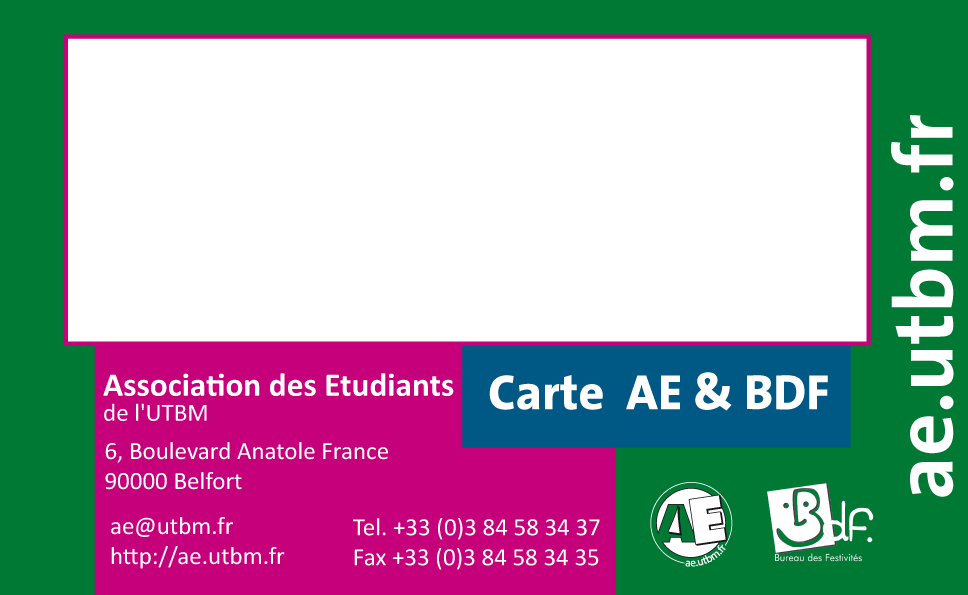 ae.utbm.fr
Association des Etudiants
de l'UTBM
Carte AE & BDF
6, Boulevard Anatole France
90000 Belfort
ae@utbm.fr
http://ae.utbm.fr
Tel. +33 (0)3 84 58 34 37
Fax +33 (0)3 84 58 34 35
AE
ae.utbm.fr
Bdf.
Bureau des Festivités